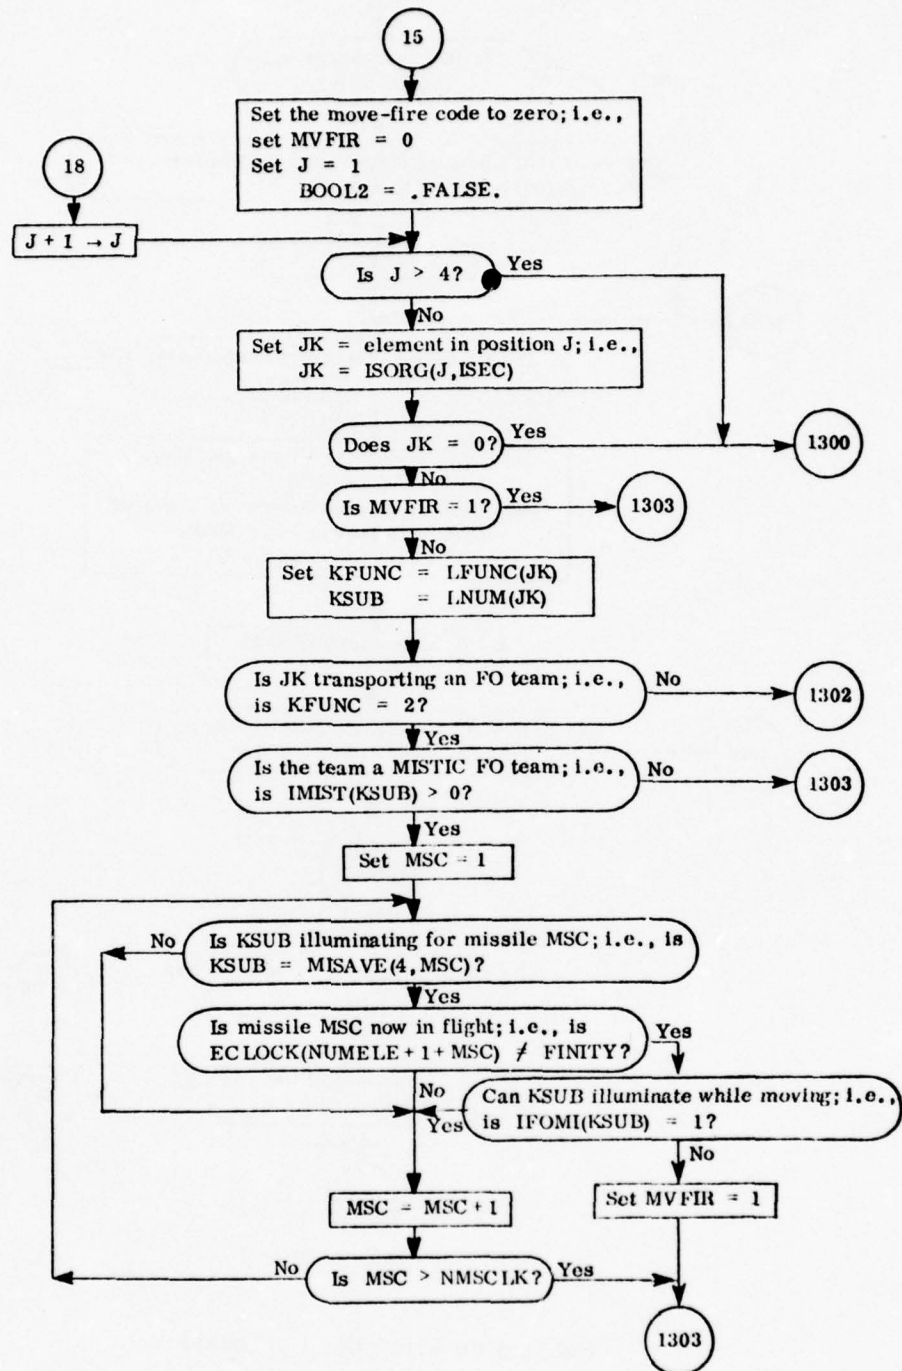 15
Set the move-fire code to zero; i.e.,
set MVFIR = 0
Set J = 1
BOOL2 = .FALSE.
18
J + 1 → J
Is J > 4?
Yes
No
Set JK = element in position J; i.e.,
JK = ISORG(J,ISEC)
Does JK = 0?
Yes
1300
No
Is MVFIR = 1?
Yes
1303
No
Set KFUNC = LFUNC(JK)
KSUB = LNUM(JK)
Is JK transporting an FO team; i.e.,
is KFUNC = 2?
No
1302
Yes
Is the team a MISTIC FO team; i.e.,
is IMIST(KSUB) > 0?
No
1303
Yes
Set MSC = 1
No
Is KSUB illuminating for missile MSC; i.e., is
KSUB = MISAVE(4,MSC)?
Yes
Is missile MSC now in flight; i.e., is
ECLOCK(NUMELE + 1 + MSC) ≠ FINITY?
Yes
No
Can KSUB illuminate while moving; i.e.,
is IFOMI(KSUB) = 1?
Yes
No
MSC = MSC + 1
Set MVFIR = 1
No
Is MSC > NMSCLK?
Yes
1303